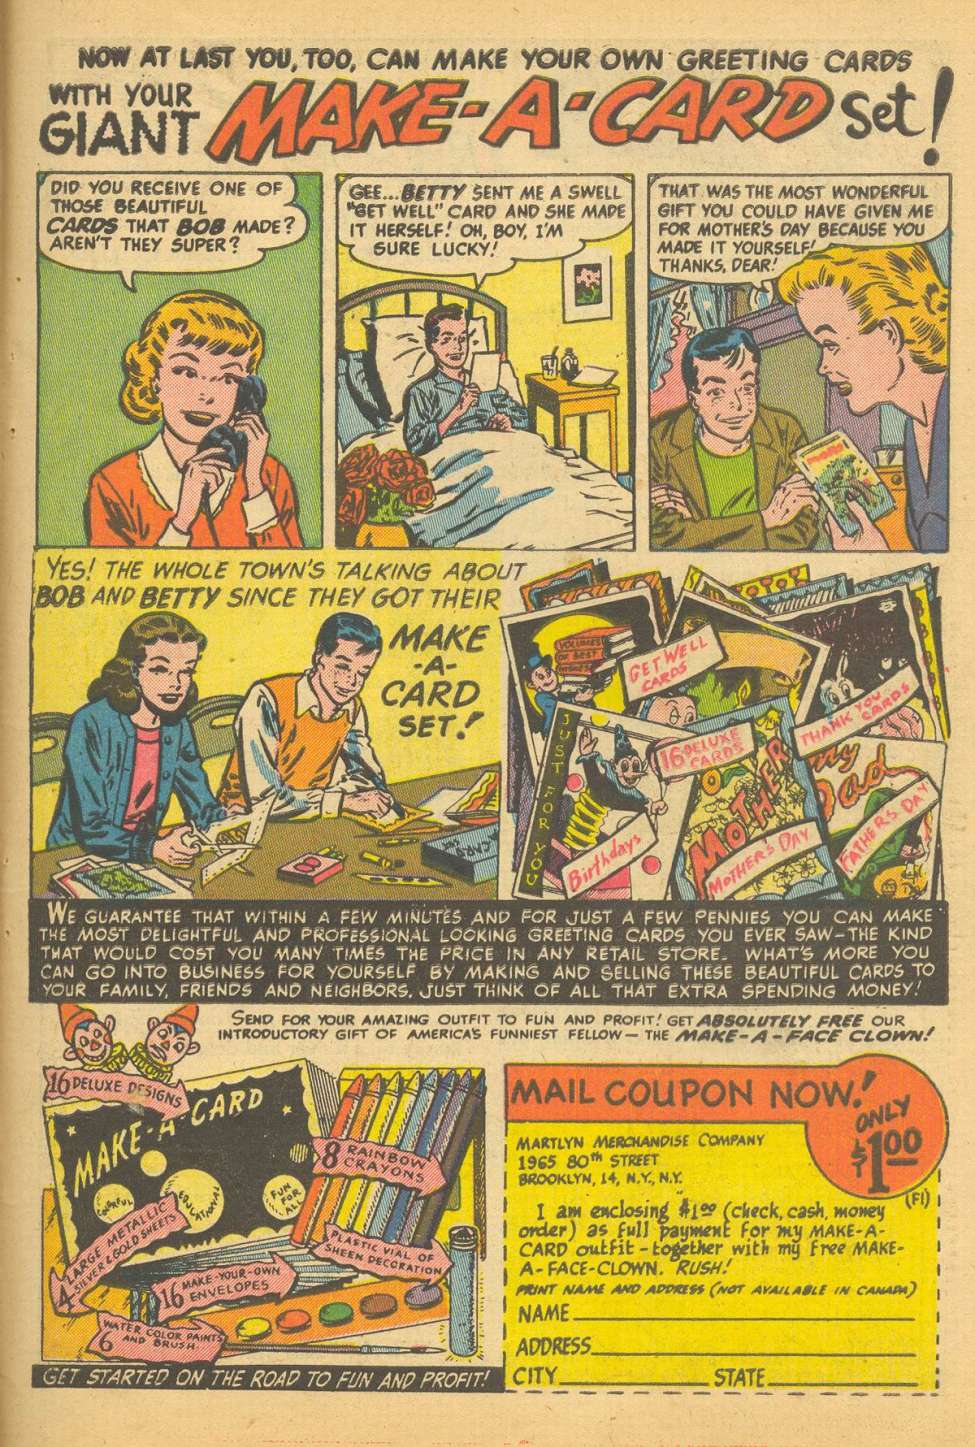 NOW AT LAST YOU, TOO, CAN MAKE YOUR OWN GREETING CARDS
WITH YOUR
GIANT
MAKE-A-CARD set!
DID YOU RECEIVE ONE OF
THOSE BEAUTIFUL
CARDS THAT BOB MADE?
AREN'T THEY SUPER?
GEE...BETTY SENT ME A SWELL
"GET WELL" CARD AND SHE MADE
IT HERSELF! OH, BOY, I'M
SURE LUCKY!
THAT WAS THE MOST WONDERFUL
GIFT YOU COULD HAVE GIVEN ME
FOR MOTHER'S DAY BECAUSE YOU
MADE IT YOURSELF!
THANKS, DEAR!
YES! THE WHOLE TOWN'S TALKING ABOUT
BOB AND BETTY SINCE THEY GOT THEIR
MAKE
-A-
CARD
SET!
VOLUMES
OF BEST
WISHES
GET WELL
CARDS
THANK YOU
CARDS
16 DELUXE
CARDS
JUST FOR YOU
Birthdays
MOTHER
MOTHER'S DAY
my
Dad
FATHER'S DAY
WE GUARANTEE THAT WITHIN A FEW MINUTES AND FOR JUST A FEW PENNIES YOU CAN MAKE
THE MOST DELIGHTFUL AND PROFESSIONAL LOOKING GREETING CARDS YOU EVER SAW-THE KIND
THAT WOULD COST YOU MANY TIMES THE PRICE IN ANY RETAIL STORE. WHAT'S MORE YOU
CAN GO INTO BUSINESS FOR YOURSELF BY MAKING AND SELLING THESE BEAUTIFUL CARDS TO
YOUR FAMILY, FRIENDS AND NEIGHBORS. JUST THINK OF ALL THAT EXTRA SPENDING MONEY!
SEND FOR YOUR AMAZING OUTFIT TO FUN AND PROFIT! GET ABSOLUTELY FREE OUR
INTRODUCTORY GIFT OF AMERICA'S FUNNIEST FELLOW- THE MAKE-A-FACE CLOWN!
16 DELUXE DESIGNS
MAKE-A-CARD
COLORFUL
EDUCATIONAL
FUN
FOR
ALL
8 RAINBOW
CRAYONS
4 LARGE METALLIC
SILVER & GOLD SHEETS
PLASTIC VIAL OF
SHEEN DECORATION
16 MAKE-YOUR-OWN
ENVELOPES
6 WATER COLOR PAINTS
AND BRUSH
GET STARTED ON THE ROAD TO FUN AND PROFIT!
MAIL COUPON NOW!
ONLY
$1.00
MARTLYN MERCHANDISE COMPANY
1965 80TH STREET
BROOKLYN, 14, N.Y., N.Y.
(F1)
I am enclosing $1.00 (check, cash, money
order) as full payment for my MAKE-A-
CARD outfit - together with my free MAKE-
A-FACE-CLOWN. RUSH!
PRINT NAME AND ADDRESS (NOT AVAILABLE IN CANADA)
NAME
ADDRESS
CITY STATE